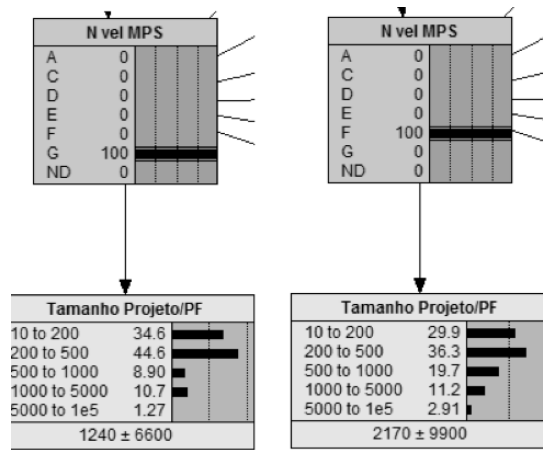 N vel MPS
A 0
C 0
D 0
E 0
F 0
G 100
ND 0
Tamanho Projeto/PF
10 to 200 34.6
200 to 500 44.6
500 to 1000 8.90
1000 to 5000 10.7
5000 to 1e5 1.27
1240 ± 6600
N vel MPS
A 0
C 0
D 0
E 0
F 100
G 0
ND 0
Tamanho Projeto/PF
10 to 200 29.9
200 to 500 36.3
500 to 1000 19.7
1000 to 5000 11.2
5000 to 1e5 2.91
2170 ± 9900